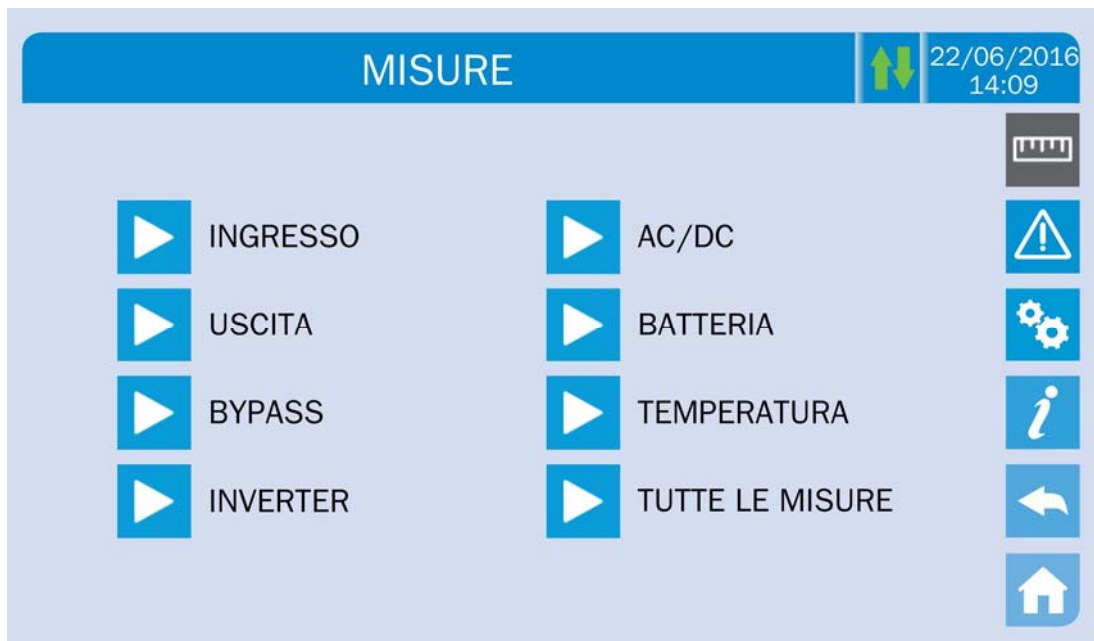 MISURE
22/06/2016
14:09
INGRESSO
AC/DC
USCITA
BATTERIA
BYPASS
TEMPERATURA
INVERTER
TUTTE LE MISURE